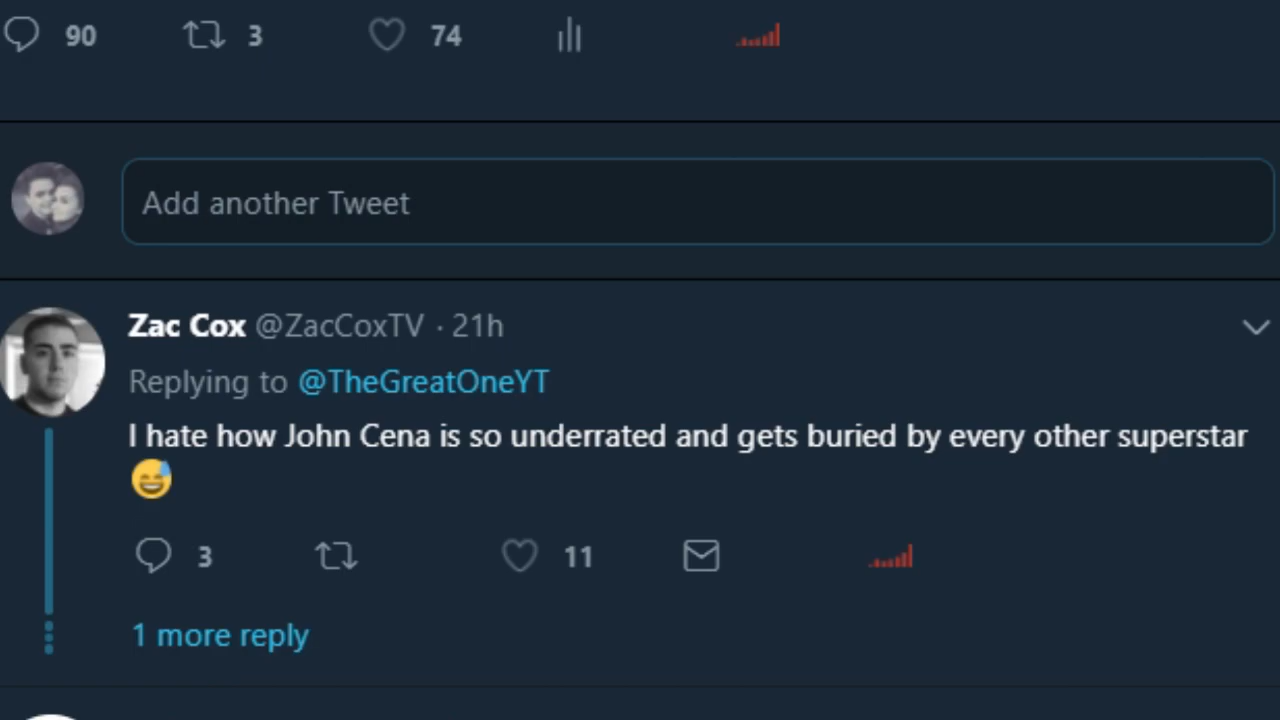 90 3 74
Add another Tweet
Zac Cox @ZacCoxTV · 21h
Replying to @TheGreatOneYT
I hate how John Cena is so underrated and gets buried by every other superstar
😅
3 11
1 more reply